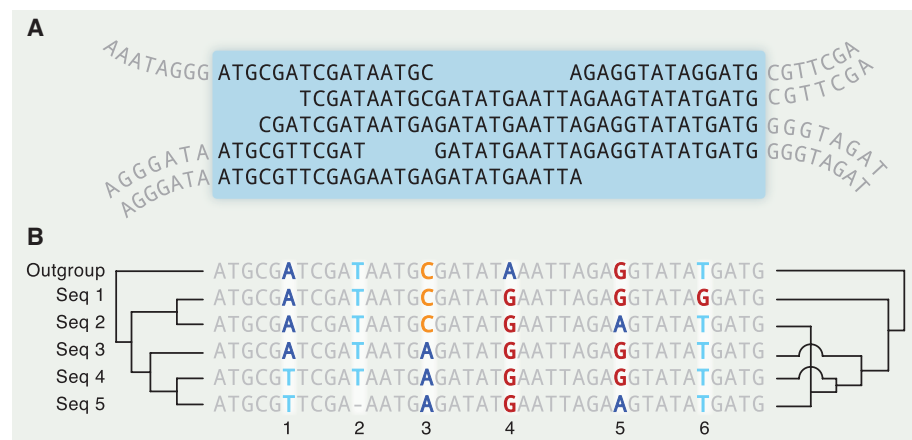 A
AAATAGGG ATGCGATCGATAATGC AGAGGTATAGGATG CGTTCGA
TCGATAATGCGATATGAATTAGAAGTATATGATG CGTTCGA
CGATCGATAATGAGATATGAATTAGAGGTATATGATG GGGTAGAT
AGGGATA ATGCGTTCGAT GATATGAATTAGAGGTATATGATG GGGTAGAT
AGGGATA ATGCGTTCGAGAATGAGATATGAATTA
B
Outgroup ATGCGATCGATAATGCGATATAAATTAGAGGTATATGATG
Seq 1 ATGCGATCGATAATGCGATATGAATTAGAGGTATAGGATG
Seq 2 ATGCGATCGATAATGCGATATGAATTAGAAGTATATGATG
Seq 3 ATGCGATCGATAATGAGATATGAATTAGAGGTATATGATG
Seq 4 ATGCGTTCGATAATGAGATATGAATTAGAGGTATATGATG
Seq 5 ATGCGTTCGA–AATGAGATATGAATTAGAAGTATATGATG
1 2 3 4 5 6